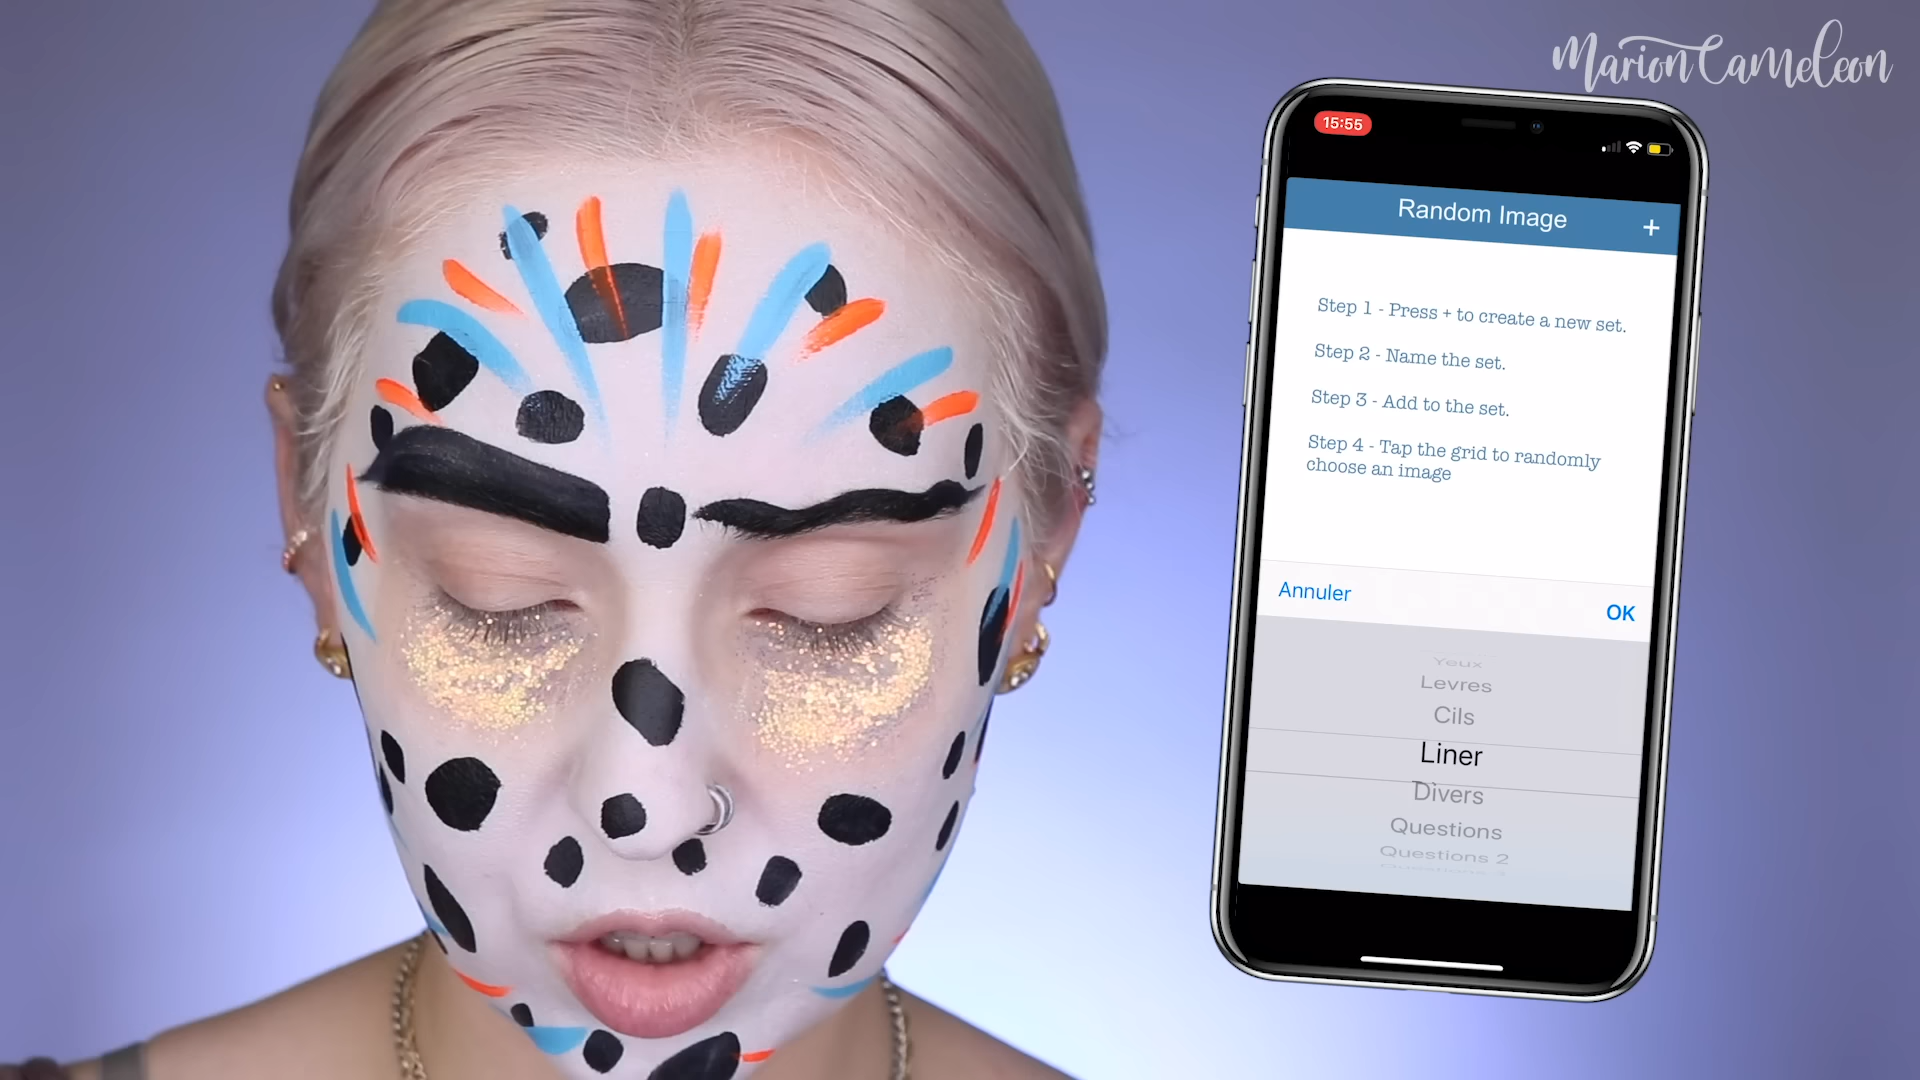 Marion Cameleon
15:55
Random Image +
Step 1 - Press + to create a new set.
Step 2 - Name the set.
Step 3 - Add to the set.
Step 4 - Tap the grid to randomly
choose an image
Annuler OK
Yeux
Levres
Cils
Liner
Divers
Questions
Questions 2